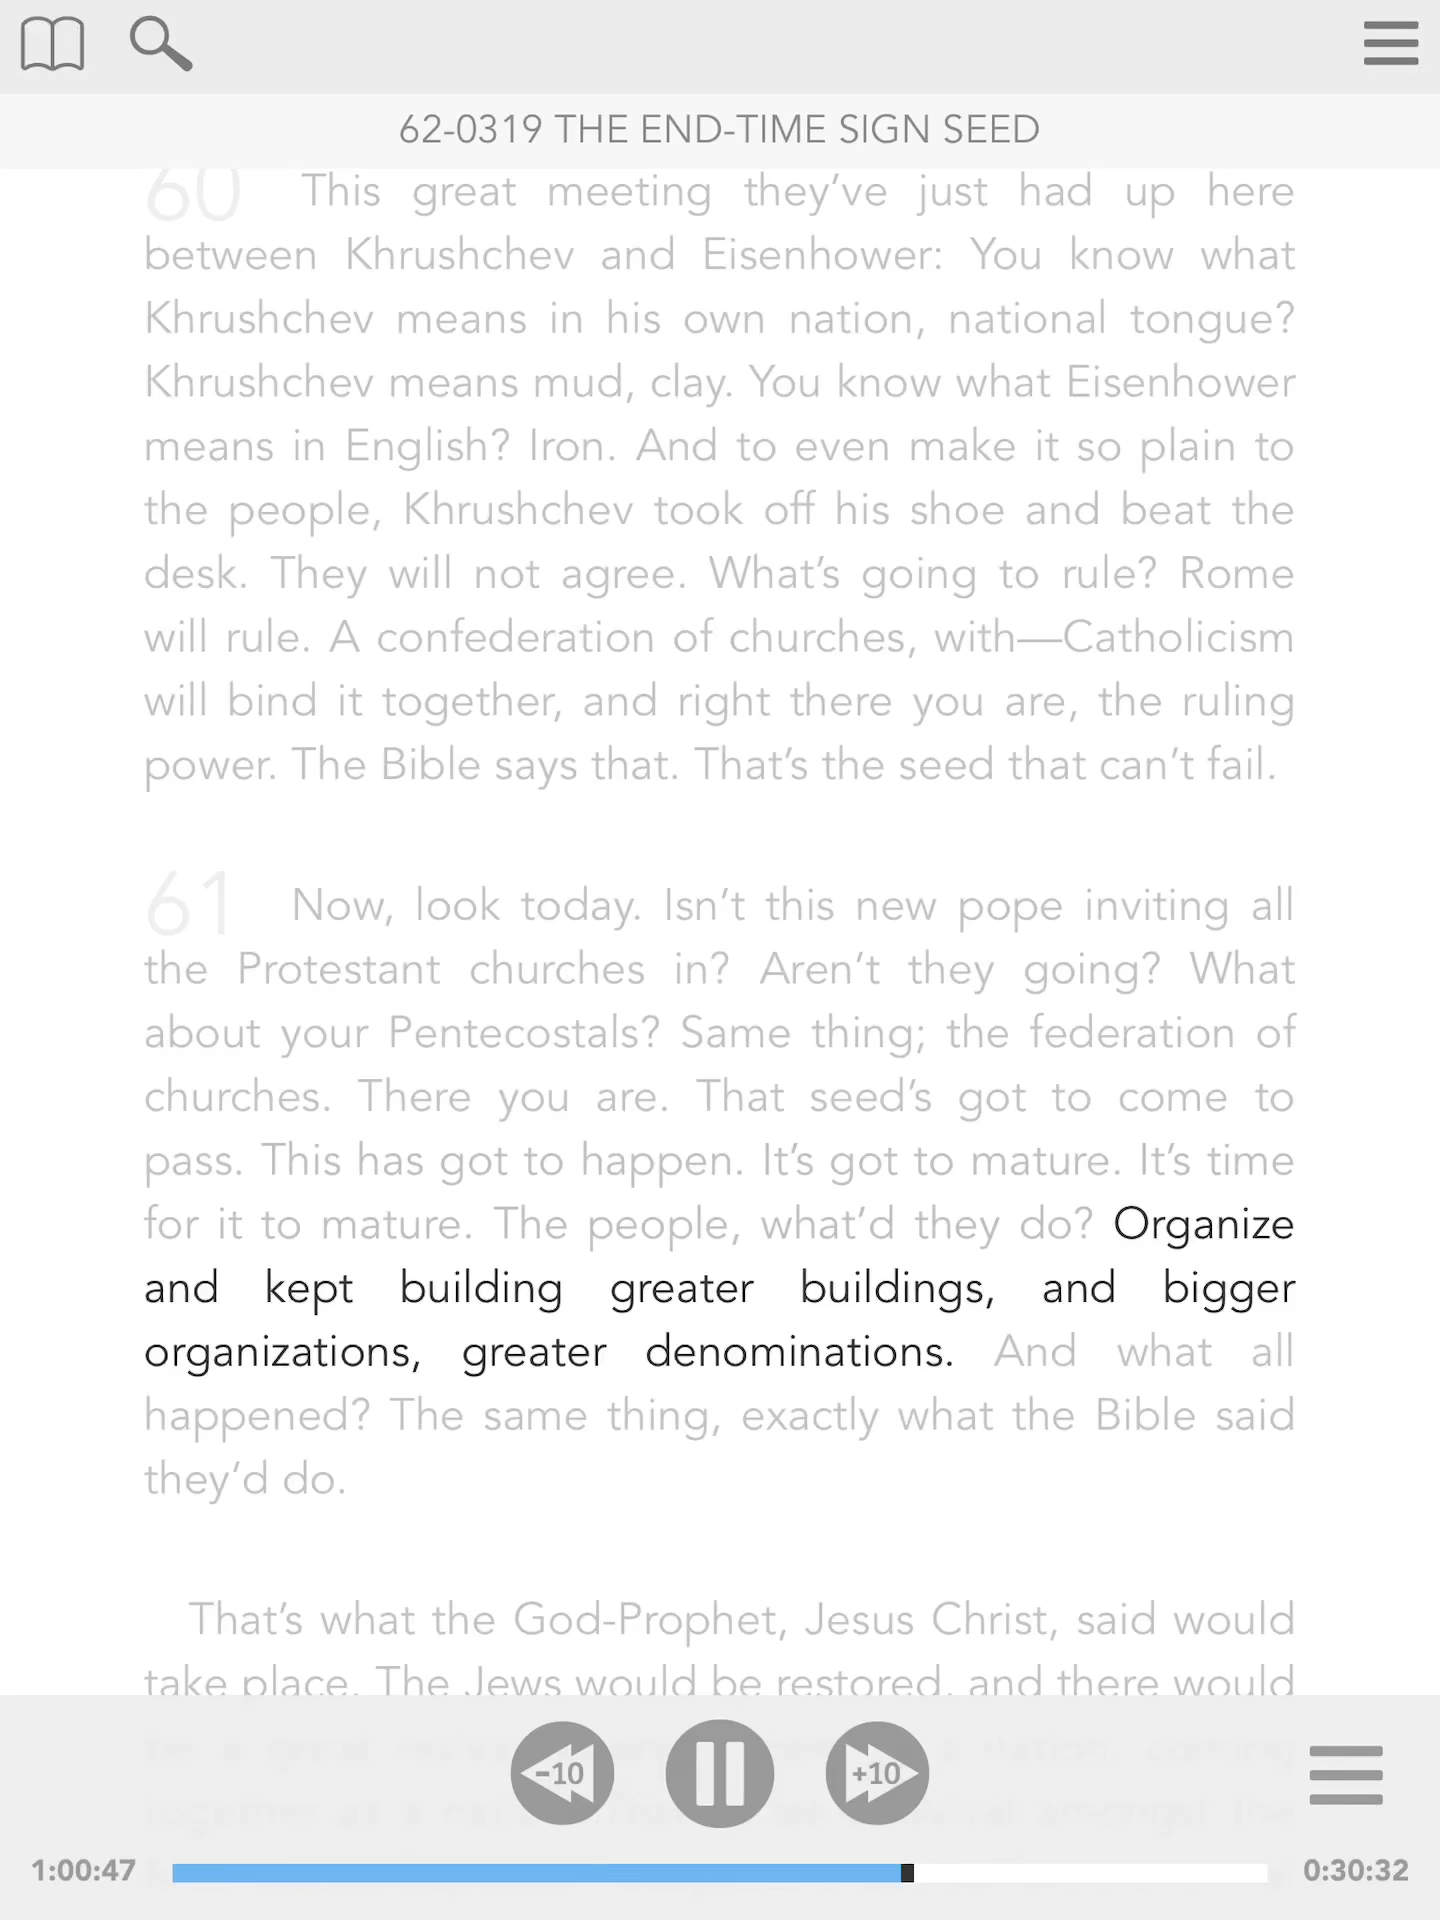 62-0319 THE END-TIME SIGN SEED
60 This great meeting they’ve just had up here
between Khrushchev and Eisenhower: You know what
Khrushchev means in his own nation, national tongue?
Khrushchev means mud, clay. You know what Eisenhower
means in English? Iron. And to even make it so plain to
the people, Khrushchev took off his shoe and beat the
desk. They will not agree. What’s going to rule? Rome
will rule. A confederation of churches, with—Catholicism
will bind it together, and right there you are, the ruling
power. The Bible says that. That’s the seed that can’t fail.
61 Now, look today. Isn’t this new pope inviting all
the Protestant churches in? Aren’t they going? What
about your Pentecostals? Same thing; the federation of
churches. There you are. That seed’s got to come to
pass. This has got to happen. It’s got to mature. It’s time
for it to mature. The people, what’d they do? Organize
and kept building greater buildings, and bigger
organizations, greater denominations. And what all
happened? The same thing, exactly what the Bible said
they’d do.
That’s what the God-Prophet, Jesus Christ, said would
take place. The Jews would be restored, and there would
-10 +10
1:00:47 0:30:32